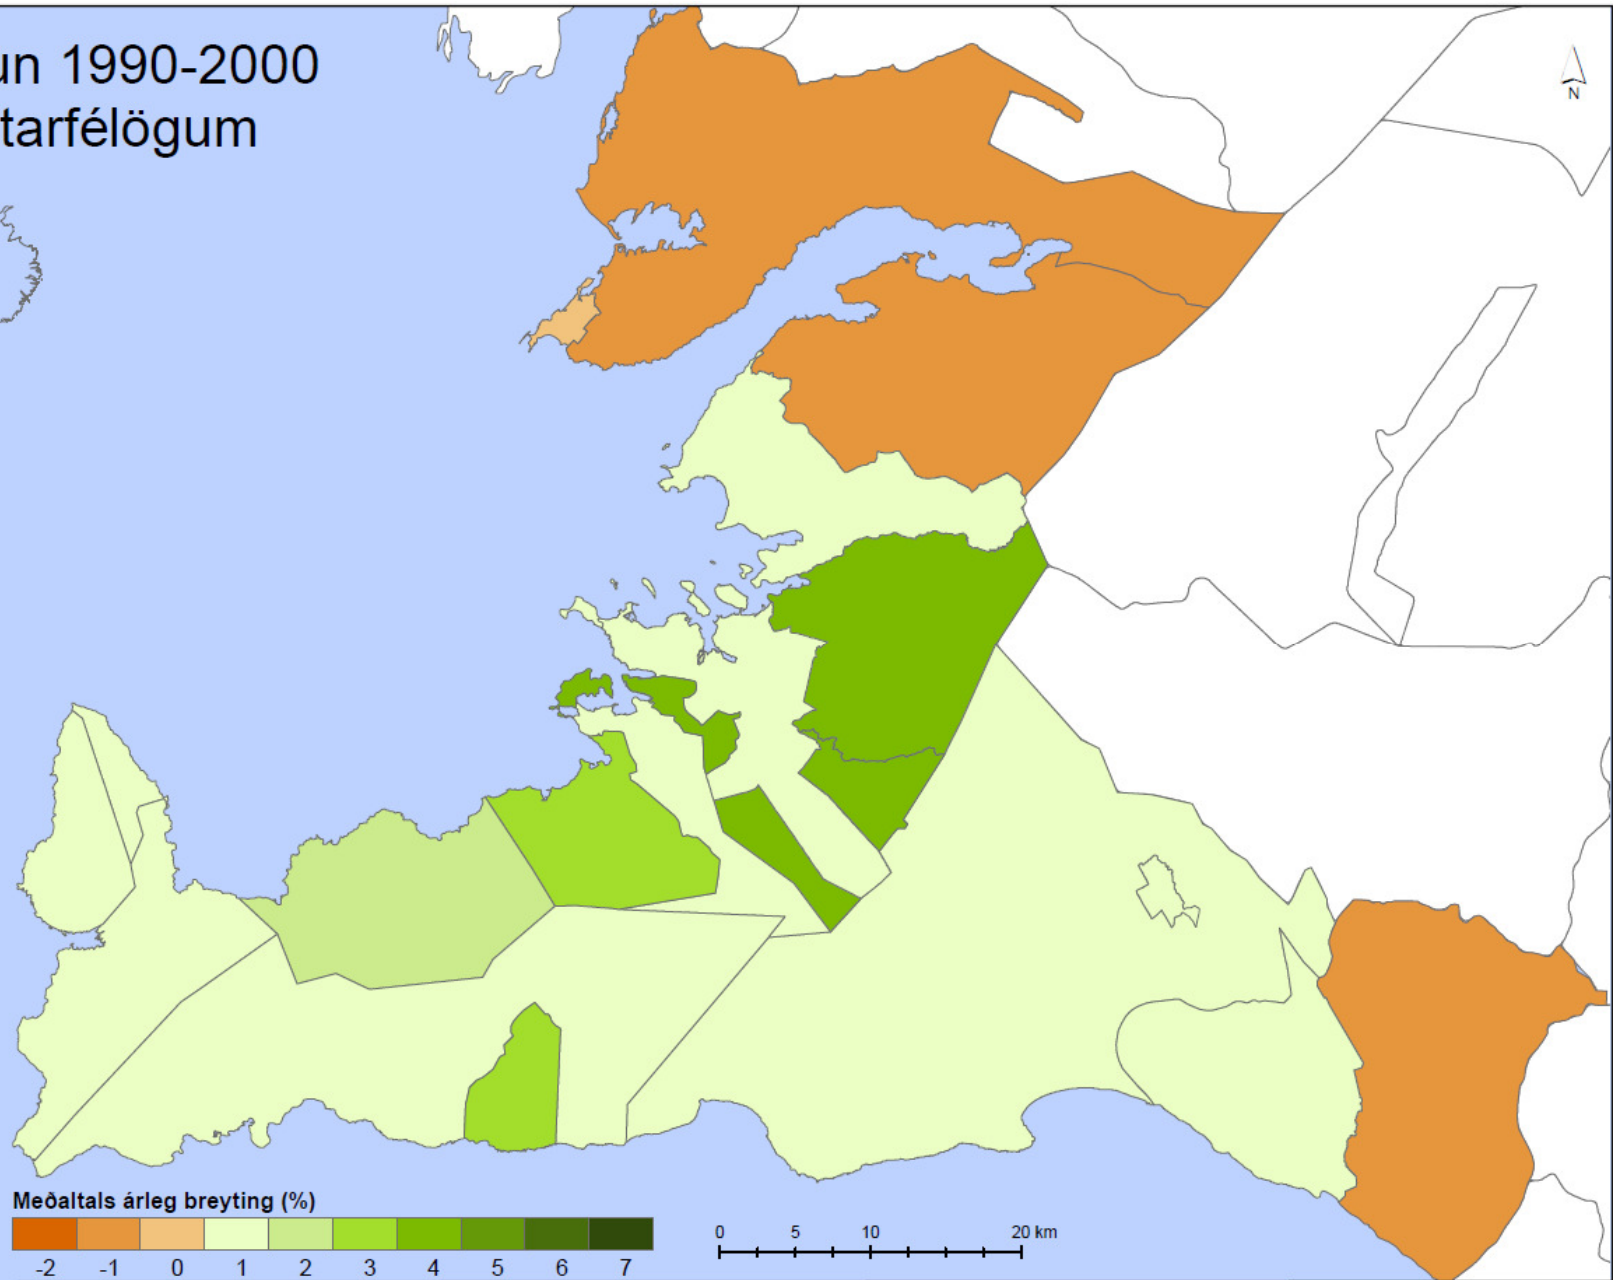 un 1990-2000
tarfélögum
N
Meðaltals árleg breyting (%)
-2 -1 0 1 2 3 4 5 6 7
0 5 10 20 km